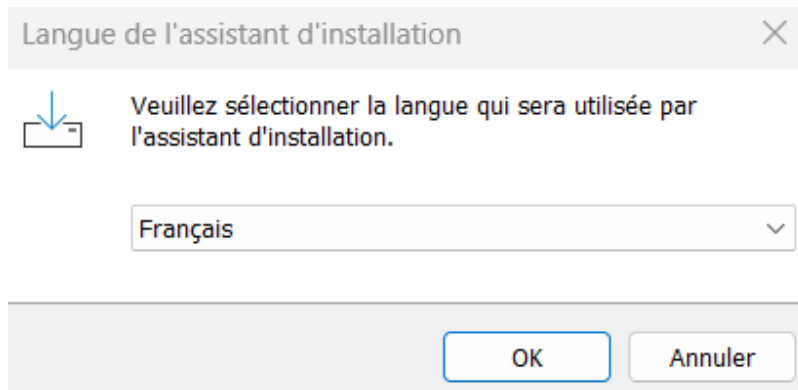 Langue de l'assistant d'installation
Veuillez sélectionner la langue qui sera utilisée par
l'assistant d'installation.
Français
OK
Annuler